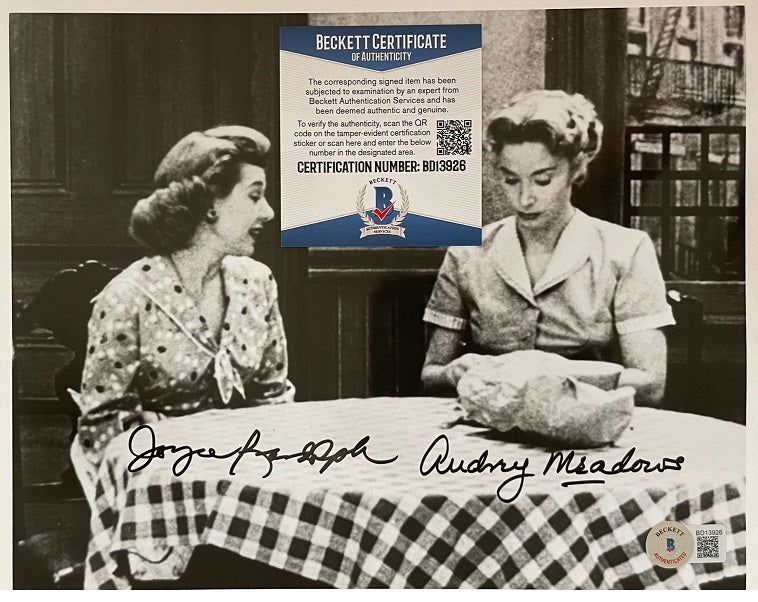 BECKETT CERTIFICATE
OF AUTHENTICITY
The corresponding signed item has been
subjected to examination by an expert from
Beckett Authentication Services and has
been deemed authentic and genuine.
To verify the authenticity, scan the QR
code on the tamper-evident certification
sticker or scan here and enter the below
number in the designated area.
CERTIFICATION NUMBER: BD13926
BECKETT
B
AUTHENTICATION
SERVICES
Joyce Randolph
Audrey Meadows
BECKETT
B
AUTHENTICATED
BD13926